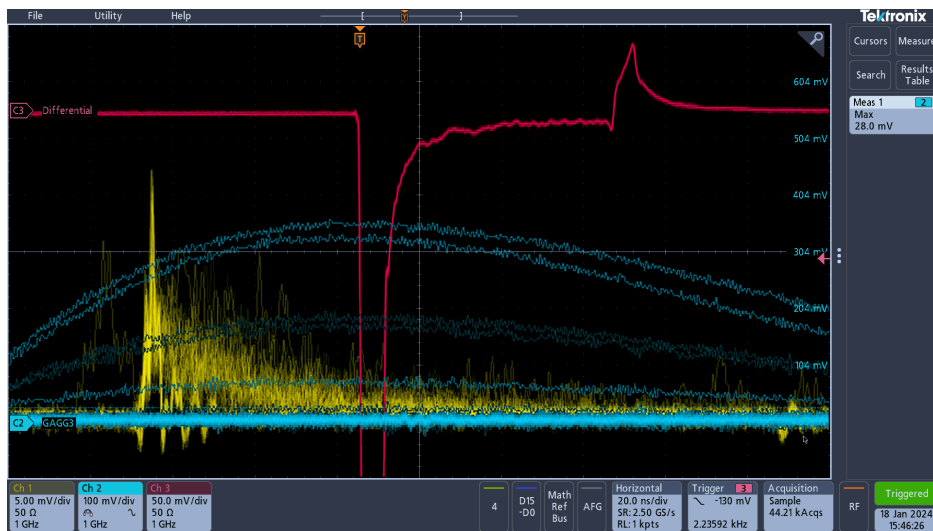 File Utility Help
Tektronix
T
[ T ]
Cursors Measure
Search Results Table
Meas 1 2
Max
28.0 mV
C3 Differential
604 mV
504 mV
404 mV
304 mV
204 mV
104 mV
C2 GAGG3
Ch 1
5.00 mV/div
50 Ω
1 GHz
Ch 2
100 mV/div
1 GHz
Ch 3
50.0 mV/div
50 Ω
1 GHz
4
D15
-D0
Math
Ref
Bus
AFG
Horizontal
20.0 ns/div
SR: 2.50 GS/s
RL: 1 kpts
Trigger 3
-130 mV
2.23592 kHz
Acquisition
Sample
44.21 kAcqs
RF
Triggered
18 Jan 2024
15:46:26